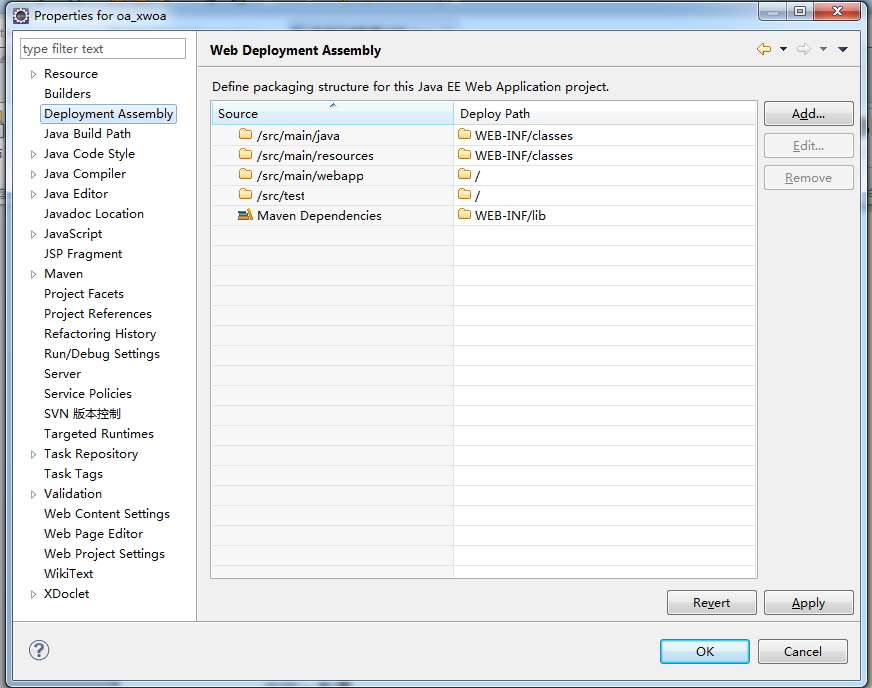 Properties for oa_xwoa
type filter text
Resource
Builders
Deployment Assembly
Java Build Path
Java Code Style
Java Compiler
Java Editor
Javadoc Location
JavaScript
JSP Fragment
Maven
Project Facets
Project References
Refactoring History
Run/Debug Settings
Server
Service Policies
SVN 版本控制
Targeted Runtimes
Task Repository
Task Tags
Validation
Web Content Settings
Web Page Editor
Web Project Settings
WikiText
XDoclet
Web Deployment Assembly
Define packaging structure for this Java EE Web Application project.
Source Deploy Path
/src/main/java WEB-INF/classes
/src/main/resources WEB-INF/classes
/src/main/webapp /
/src/test /
Maven Dependencies WEB-INF/lib
Add...
Edit...
Remove
Revert Apply
OK Cancel